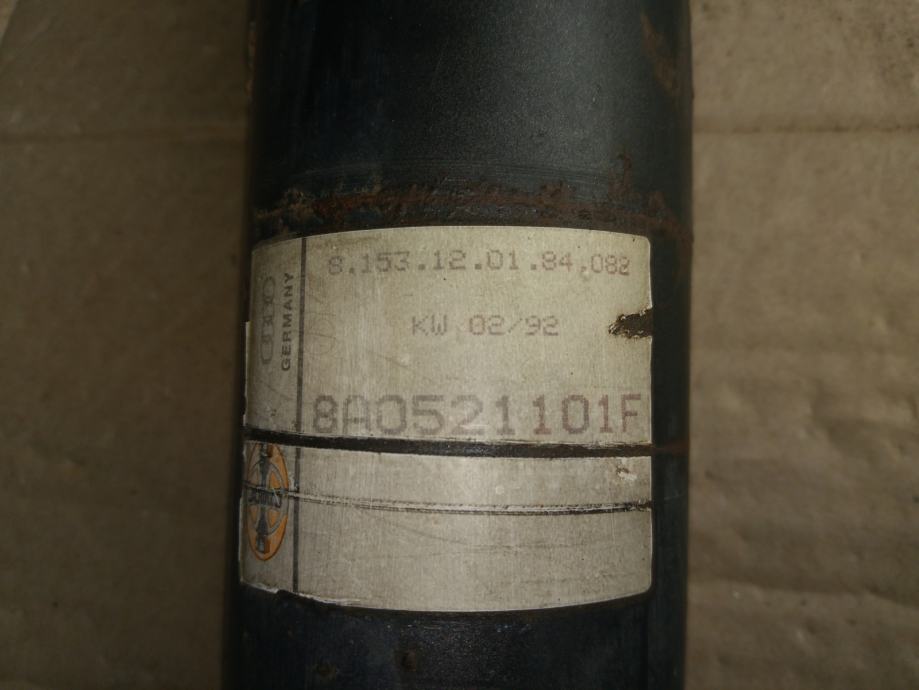 8.153.12.01.84,082
KW 02/92
8A0521101F
GERMANY